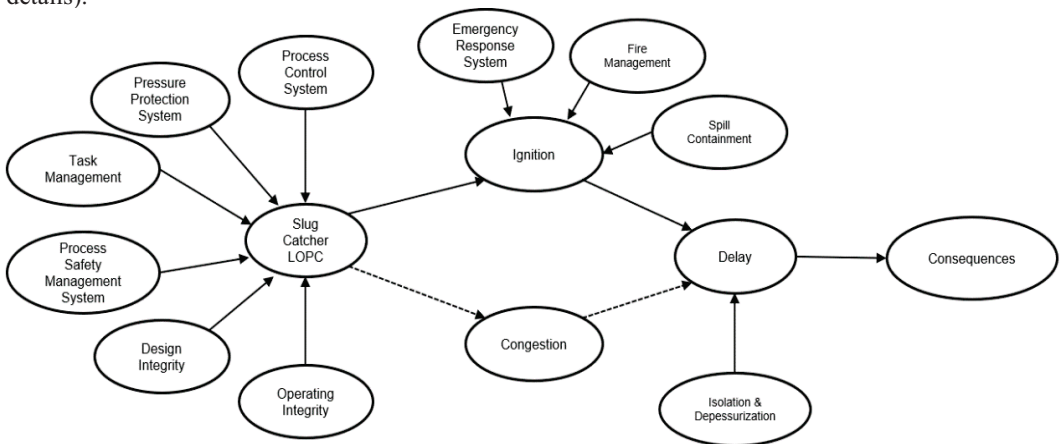 details).
Emergency
Response
System
Fire
Management
Process
Control
System
Pressure
Protection
System
Spill
Containment
Ignition
Task
Management
Slug
Catcher
LOPC
Process
Safety
Management
System
Delay
Consequences
Design
Integrity
Congestion
Operating
Integrity
Isolation &
Depressurization